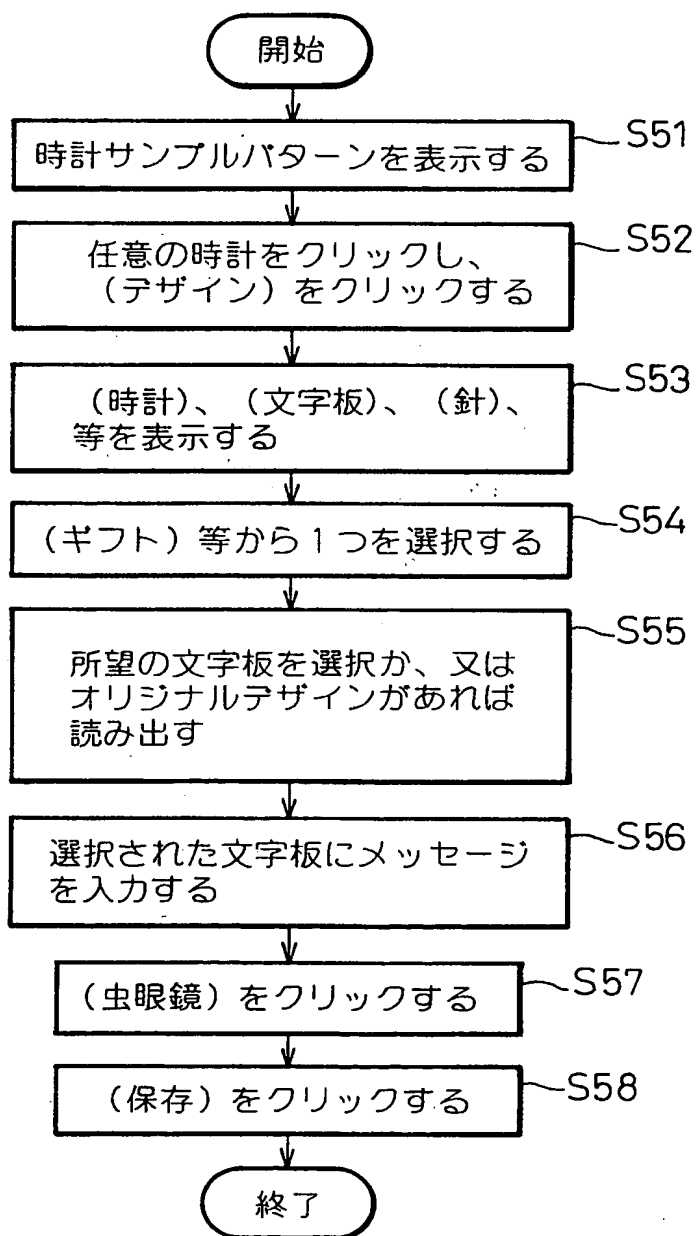 開始
時計サンプルパターンを表示する
S51
任意の時計をクリックし、
（デザイン）をクリックする
S52
（時計）、（文字板）、（針）、
等を表示する
S53
（ギフト）等から１つを選択する
S54
所望の文字板を選択か、又は
オリジナルデザインがあれば
読み出す
S55
選択された文字板にメッセージ
を入力する
S56
（虫眼鏡）をクリックする
S57
（保存）をクリックする
S58
終了